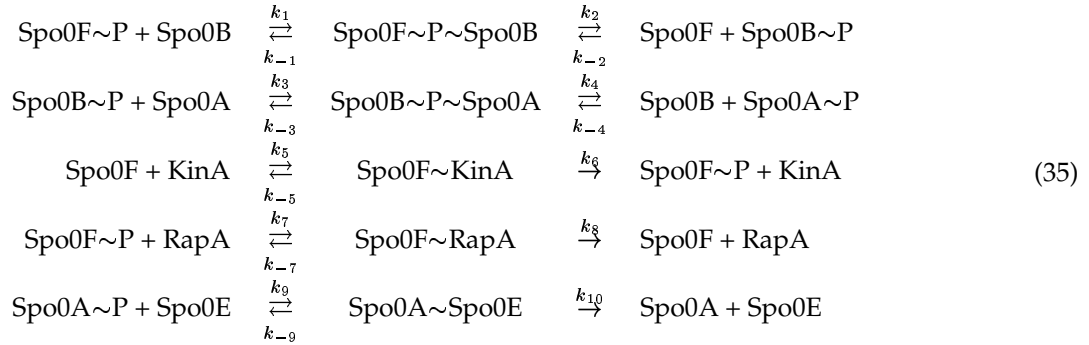 Spo0F~P + Spo0B ⇄ (k₁ / k₋₁) Spo0F~P~Spo0B ⇄ (k₂ / k₋₂) Spo0F + Spo0B~P
Spo0B~P + Spo0A ⇄ (k₃ / k₋₃) Spo0B~P~Spo0A ⇄ (k₄ / k₋₄) Spo0B + Spo0A~P
Spo0F + KinA ⇄ (k₅ / k₋₅) Spo0F~KinA → (k₆) Spo0F~P + KinA (35)
Spo0F~P + RapA ⇄ (k₇ / k₋₇) Spo0F~RapA → (k₈) Spo0F + RapA
Spo0A~P + Spo0E ⇄ (k₉ / k₋₉) Spo0A~Spo0E → (k₁₀) Spo0A + Spo0E